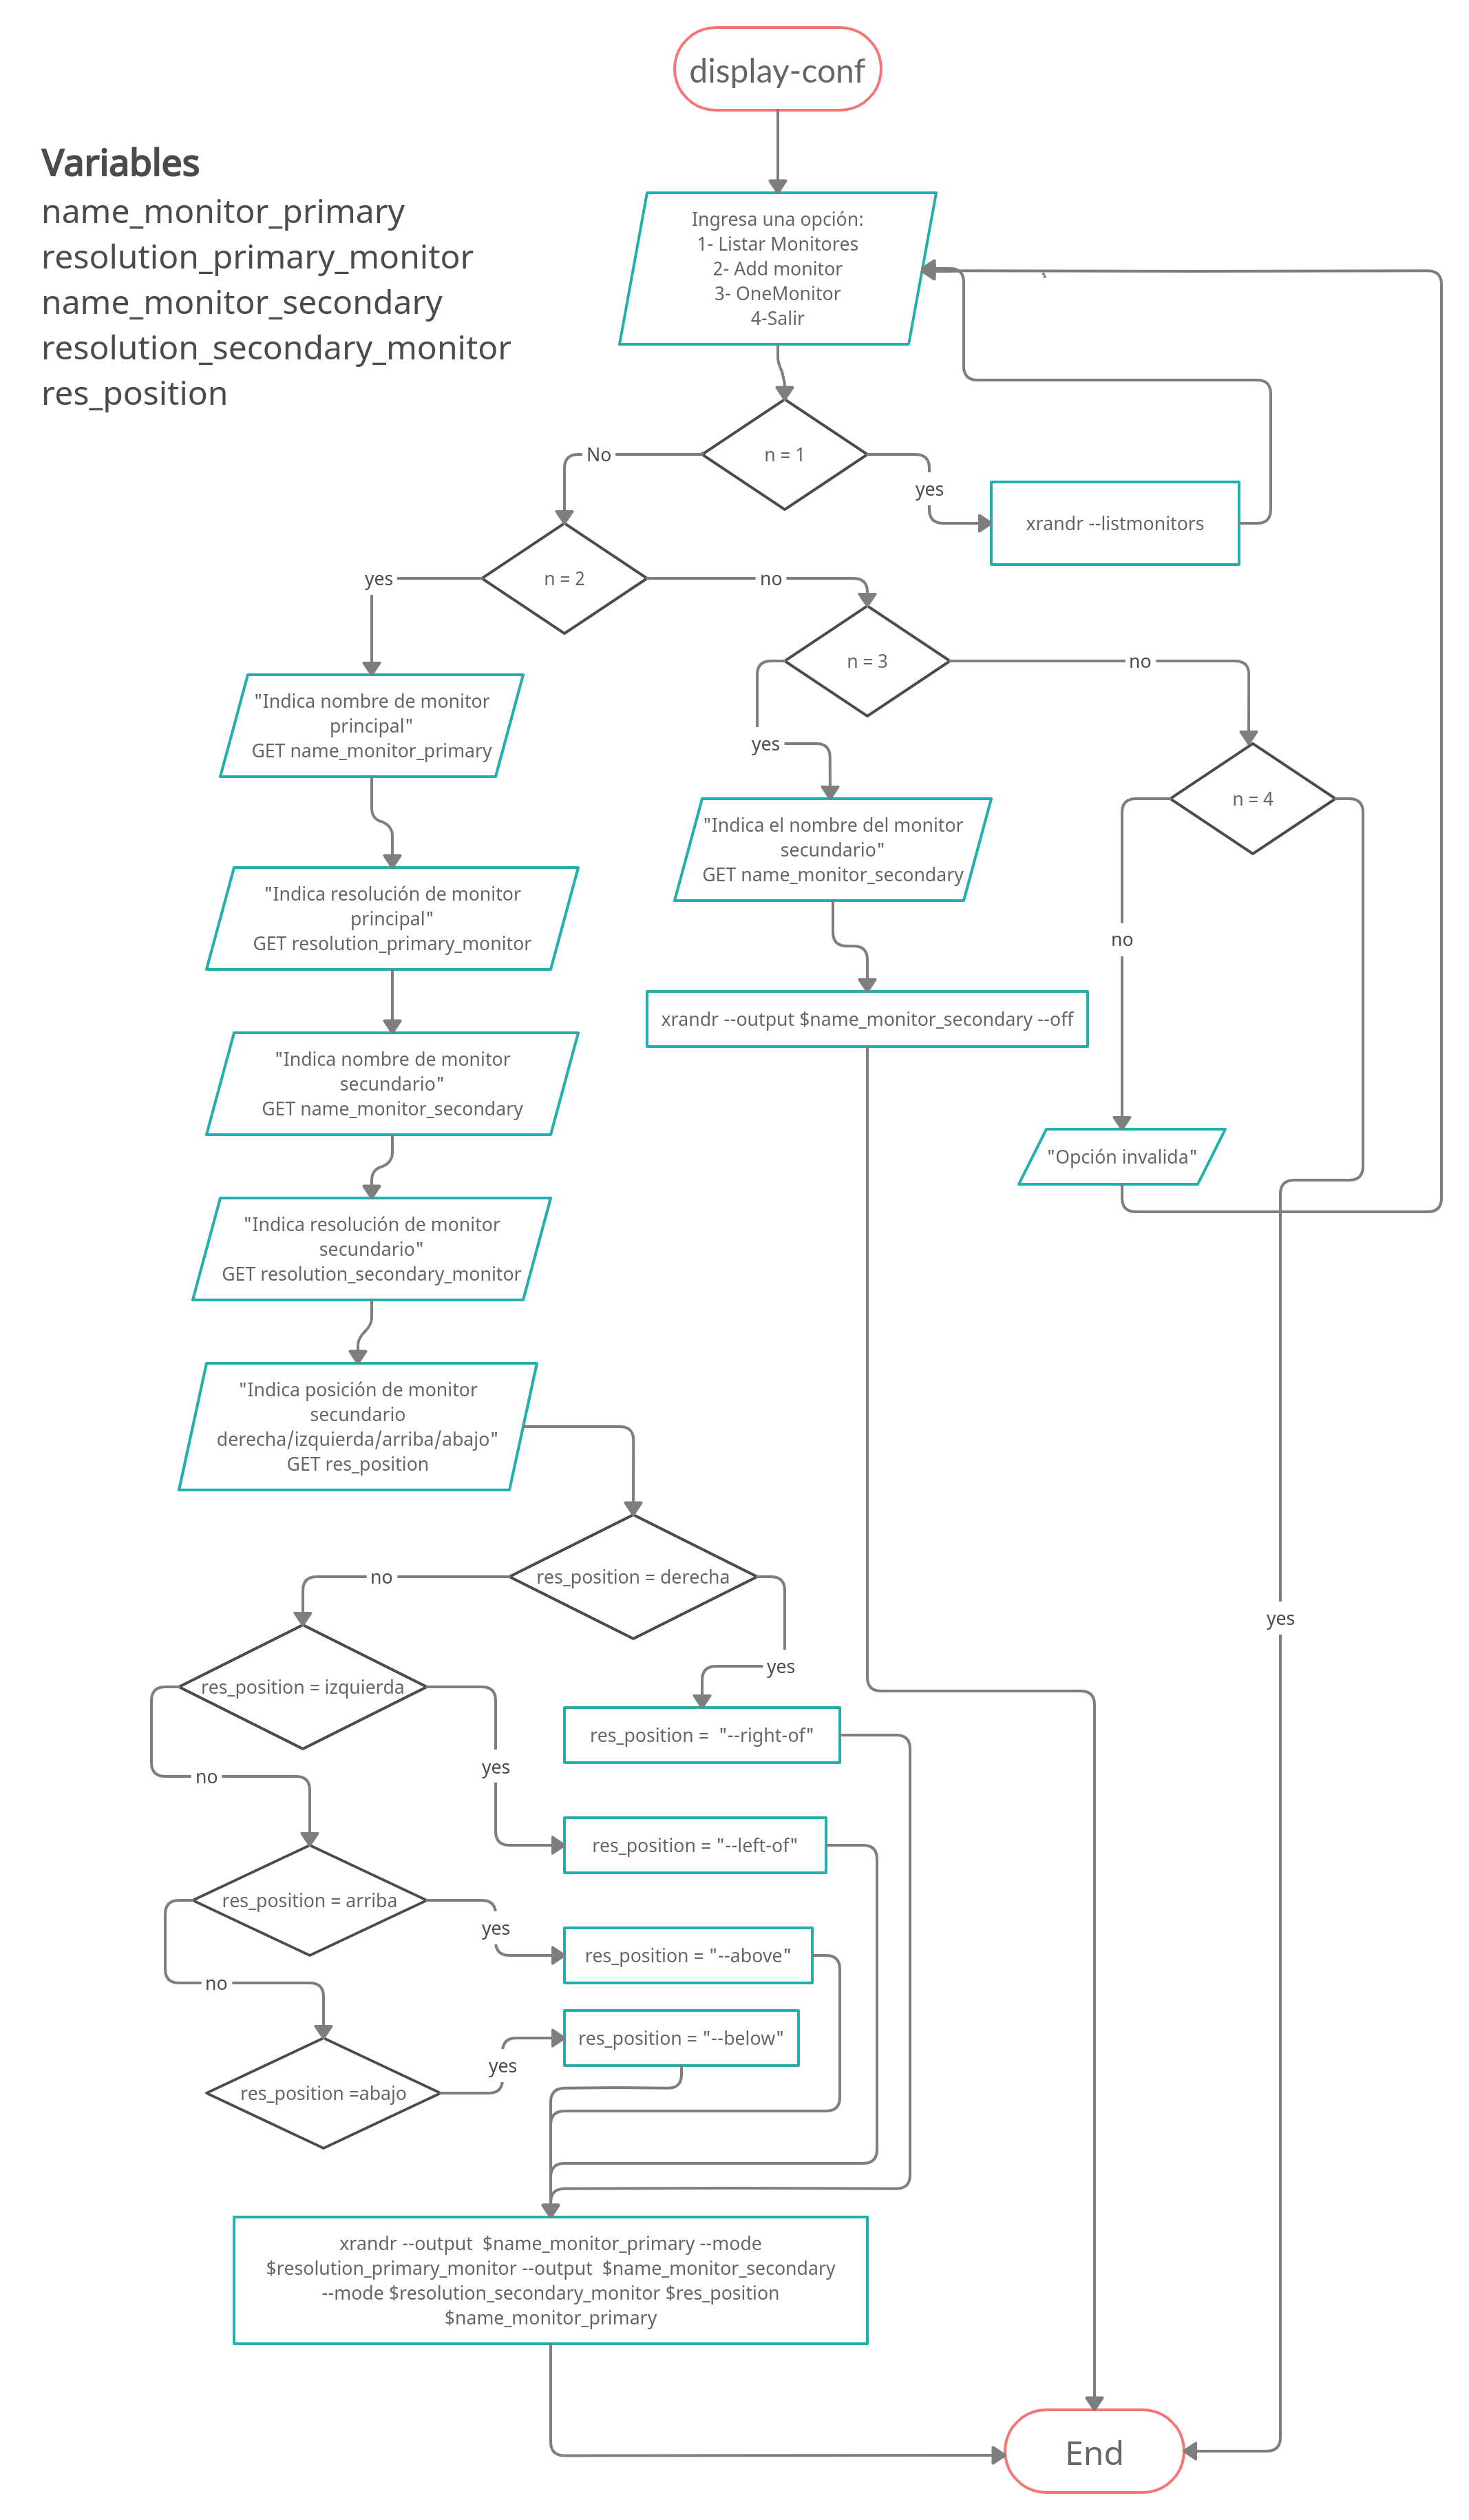 display-conf
Variables
name_monitor_primary
resolution_primary_monitor
name_monitor_secondary
resolution_secondary_monitor
res_position
Ingresa una opción:
1- Listar Monitores
2- Add monitor
3- OneMonitor
4-Salir
n = 1
No
yes
xrandr --listmonitors
n = 2
yes
no
n = 3
yes
no
n = 4
no
yes
"Indica nombre de monitor
principal"
GET name_monitor_primary
"Indica el nombre del monitor
secundario"
GET name_monitor_secondary
"Indica resolución de monitor
principal"
GET resolution_primary_monitor
xrandr --output $name_monitor_secondary --off
"Indica nombre de monitor
secundario"
GET name_monitor_secondary
"Opción invalida"
"Indica resolución de monitor
secundario"
GET resolution_secondary_monitor
"Indica posición de monitor
secundario
derecha/izquierda/arriba/abajo"
GET res_position
res_position = derecha
no
yes
res_position = izquierda
res_position =  "--right-of"
yes
no
res_position = "--left-of"
res_position = arriba
yes
res_position = "--above"
no
res_position = "--below"
yes
res_position =abajo
xrandr --output  $name_monitor_primary --mode
$resolution_primary_monitor --output  $name_monitor_secondary
--mode $resolution_secondary_monitor $res_position
$name_monitor_primary
End